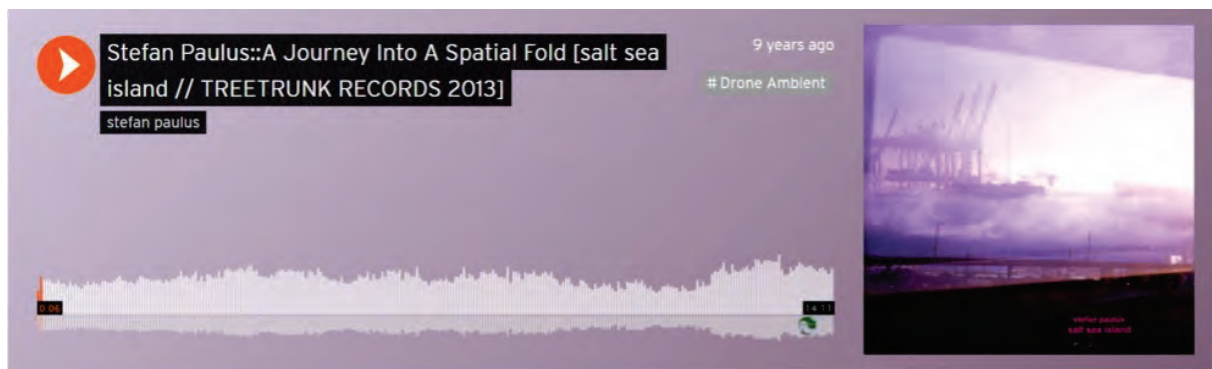 Stefan Paulus::A Journey Into A Spatial Fold [salt sea
island // TREETRUNK RECORDS 2013]
stefan paulus
9 years ago
# Drone Ambient
0:06
14:11
stefan paulus
salt sea island